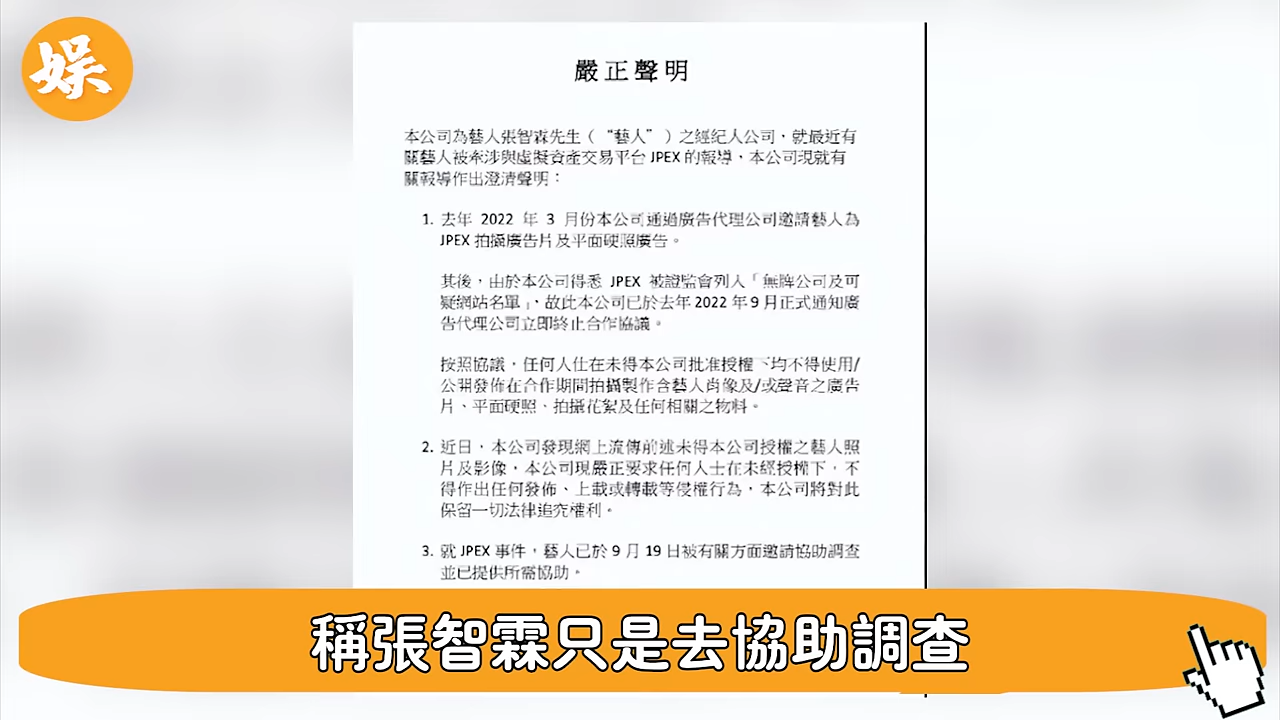 娱
嚴正聲明
本公司為藝人張智霖先生（“藝人”）之經紀人公司，就最近有
關藝人被牽涉與虛擬資產交易平台 JPEX 的報導，本公司現就有
關報導作出澄清聲明：
1. 去年 2022 年 3 月份本公司通過廣告代理公司邀請藝人為
JPEX 拍攝廣告片及平面硬照廣告。
其後，由於本公司得悉 JPEX 被證監會列入「無牌公司及可
疑網站名單」，故此本公司已於去年 2022 年 9 月正式通知廣
告代理公司立即終止合作協議。
按照協議，任何人仕在未得本公司批准授權下均不得使用/
公開發佈在合作期間拍攝製作含藝人肖像及/或聲音之廣告
片、平面硬照、拍攝花絮及任何相關之物料。
2. 近日，本公司發現網上流傳前述未得本公司授權之藝人照
片及影像，本公司現嚴正要求任何人士在未經授權下，不
得作出任何發佈、上載或轉載等侵權行為，本公司將對此
保留一切法律追究權利。
3. 就 JPEX 事件，藝人已於 9 月 19 日被有關方面邀請協助調查
並已提供所需協助。
稱張智霖只是去協助調查